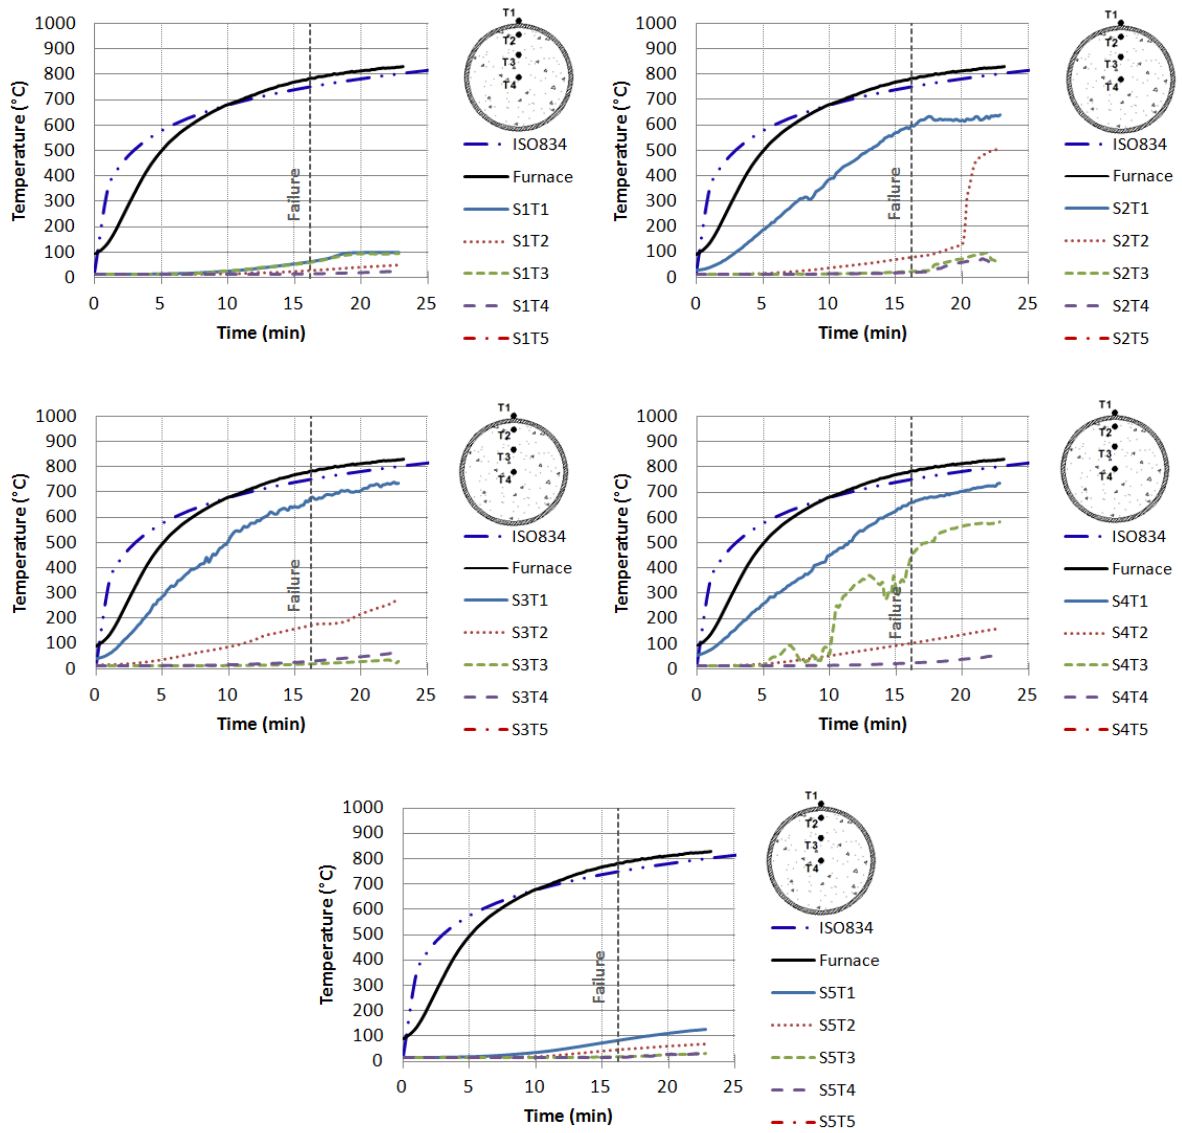 1000
900
800
700
600
500
400
300
200
100
0
Temperature (°C)
0 5 10 15 20 25
Time (min)
Failure
T1
T2
T3
T4
ISO834
Furnace
S1T1
S1T2
S1T3
S1T4
S1T5
1000
900
800
700
600
500
400
300
200
100
0
Temperature (°C)
0 5 10 15 20 25
Time (min)
Failure
T1
T2
T3
T4
ISO834
Furnace
S2T1
S2T2
S2T3
S2T4
S2T5
1000
900
800
700
600
500
400
300
200
100
0
Temperature (°C)
0 5 10 15 20 25
Time (min)
Failure
T1
T2
T3
T4
ISO834
Furnace
S3T1
S3T2
S3T3
S3T4
S3T5
1000
900
800
700
600
500
400
300
200
100
0
Temperature (°C)
0 5 10 15 20 25
Time (min)
Failure
T1
T2
T3
T4
ISO834
Furnace
S4T1
S4T2
S4T3
S4T4
S4T5
1000
900
800
700
600
500
400
300
200
100
0
Temperature (°C)
0 5 10 15 20 25
Time (min)
Failure
T1
T2
T3
T4
ISO834
Furnace
S5T1
S5T2
S5T3
S5T4
S5T5